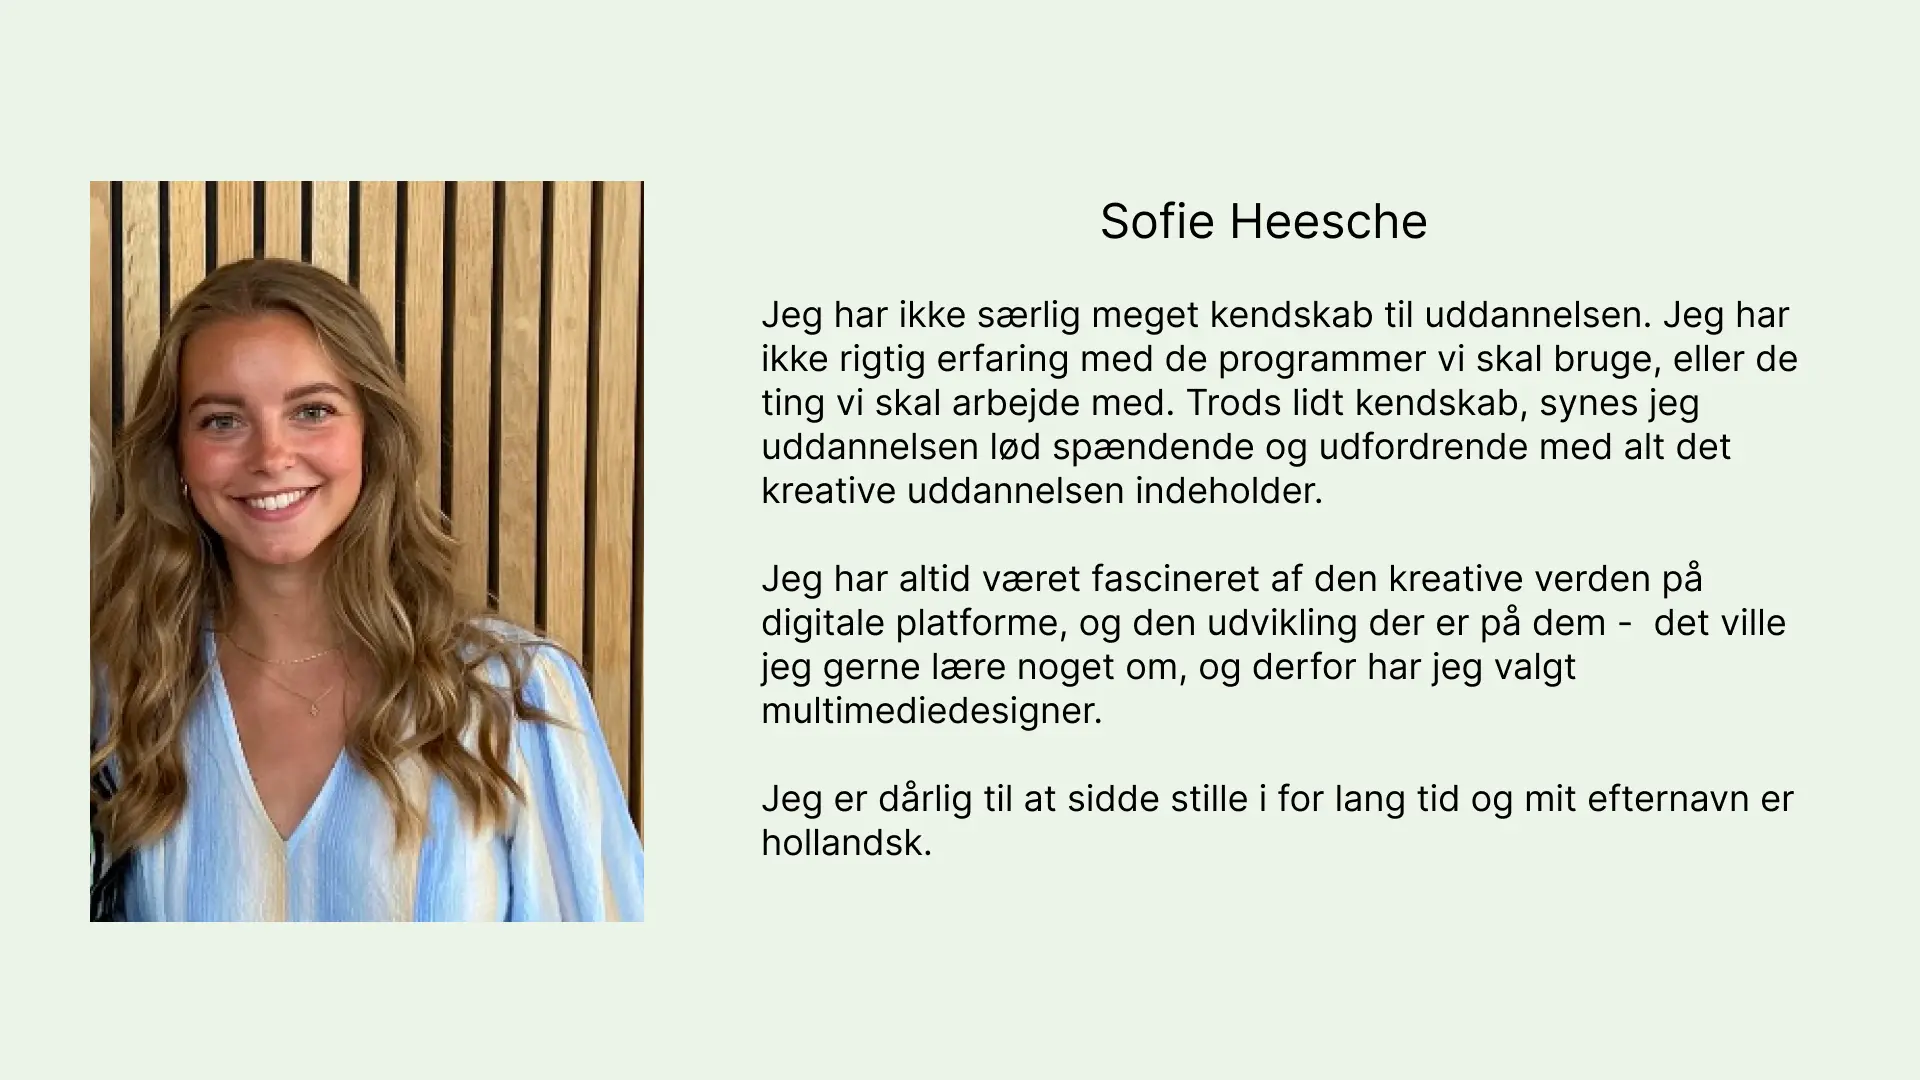 Sofie Heesche
Jeg har ikke særlig meget kendskab til uddannelsen. Jeg har
ikke rigtig erfaring med de programmer vi skal bruge, eller de
ting vi skal arbejde med. Trods lidt kendskab, synes jeg
uddannelsen lød spændende og udfordrende med alt det
kreative uddannelsen indeholder.
Jeg har altid været fascineret af den kreative verden på
digitale platforme, og den udvikling der er på dem -  det ville
jeg gerne lære noget om, og derfor har jeg valgt
multimediedesigner.
Jeg er dårlig til at sidde stille i for lang tid og mit efternavn er
hollandsk.